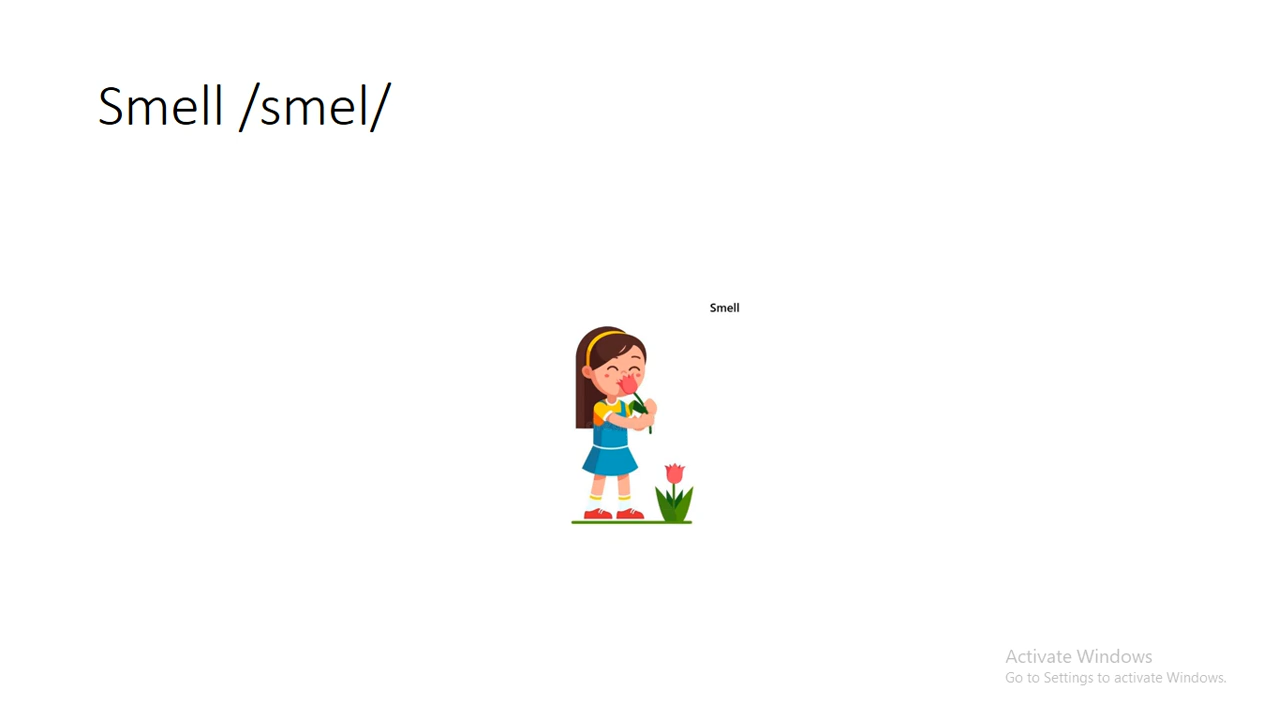 Smell /smel/
Smell
Activate Windows
Go to Settings to activate Windows.